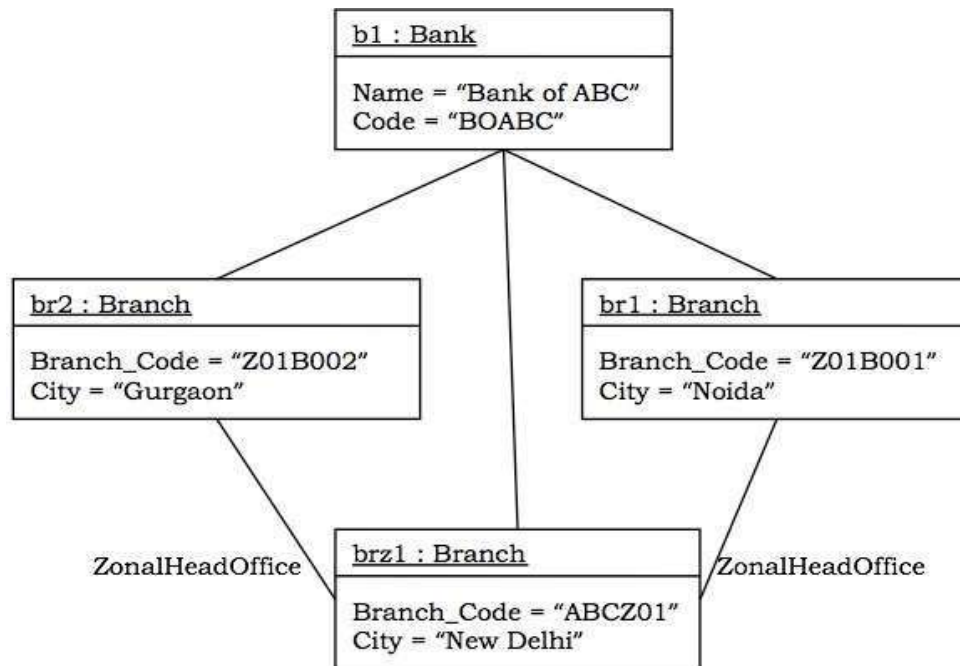 b1 : Bank
Name = “Bank of ABC”
Code = “BOABC”
br2 : Branch
Branch_Code = “Z01B002”
City = “Gurgaon”
br1 : Branch
Branch_Code = “Z01B001”
City = “Noida”
ZonalHeadOffice
brz1 : Branch
Branch_Code = “ABCZ01”
City = “New Delhi”
ZonalHeadOffice